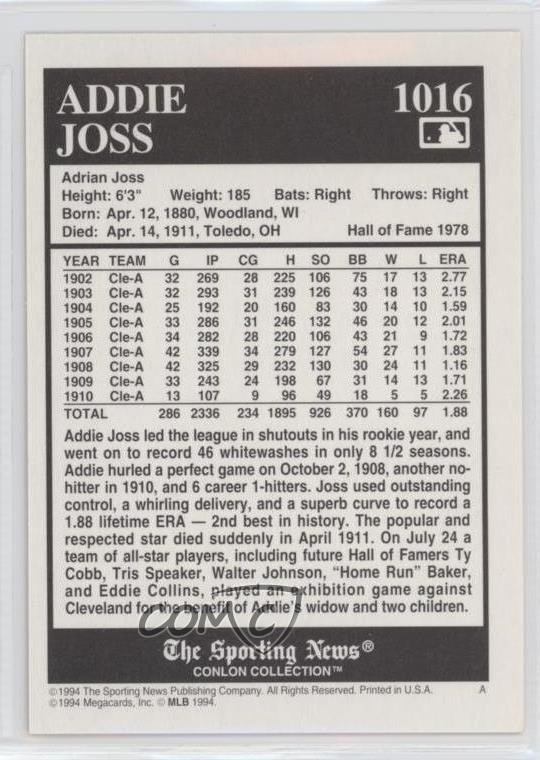 ADDIE 1016
JOSS
Adrian Joss
Height: 6'3" Weight: 185 Bats: Right Throws: Right
Born: Apr. 12, 1880, Woodland, WI
Died: Apr. 14, 1911, Toledo, OH Hall of Fame 1978
YEAR TEAM G IP CG H SO BB W L ERA
1902 Cle-A 32 269 28 225 106 75 17 13 2.77
1903 Cle-A 32 293 31 239 126 43 18 13 2.15
1904 Cle-A 25 192 20 160 83 30 14 10 1.59
1905 Cle-A 33 286 31 246 132 46 20 12 2.01
1906 Cle-A 34 282 28 220 106 43 21 9 1.72
1907 Cle-A 42 339 34 279 127 54 27 11 1.83
1908 Cle-A 42 325 29 232 130 30 24 11 1.16
1909 Cle-A 33 243 24 198 67 31 14 13 1.71
1910 Cle-A 13 107 9 96 49 18 5 5 2.26
TOTAL 286 2336 234 1895 926 370 160 97 1.88
Addie Joss led the league in shutouts in his rookie year, and
went on to record 46 whitewashes in only 8 1/2 seasons.
Addie hurled a perfect game on October 2, 1908, another no-
hitter in 1910, and 6 career 1-hitters. Joss used outstanding
control, a whirling delivery, and a superb curve to record a
1.88 lifetime ERA — 2nd best in history. The popular and
respected star died suddenly in April 1911. On July 24 a
team of all-star players, including future Hall of Famers Ty
Cobb, Tris Speaker, Walter Johnson, “Home Run” Baker,
and Eddie Collins, played an exhibition game against
Cleveland for the benefit of Addie's widow and two children.
COMC
The Sporting News®
CONLON COLLECTION™
©1994 The Sporting News Publishing Company. All Rights Reserved. Printed in U.S.A. A
©1994 Megacards, Inc. © MLB 1994.